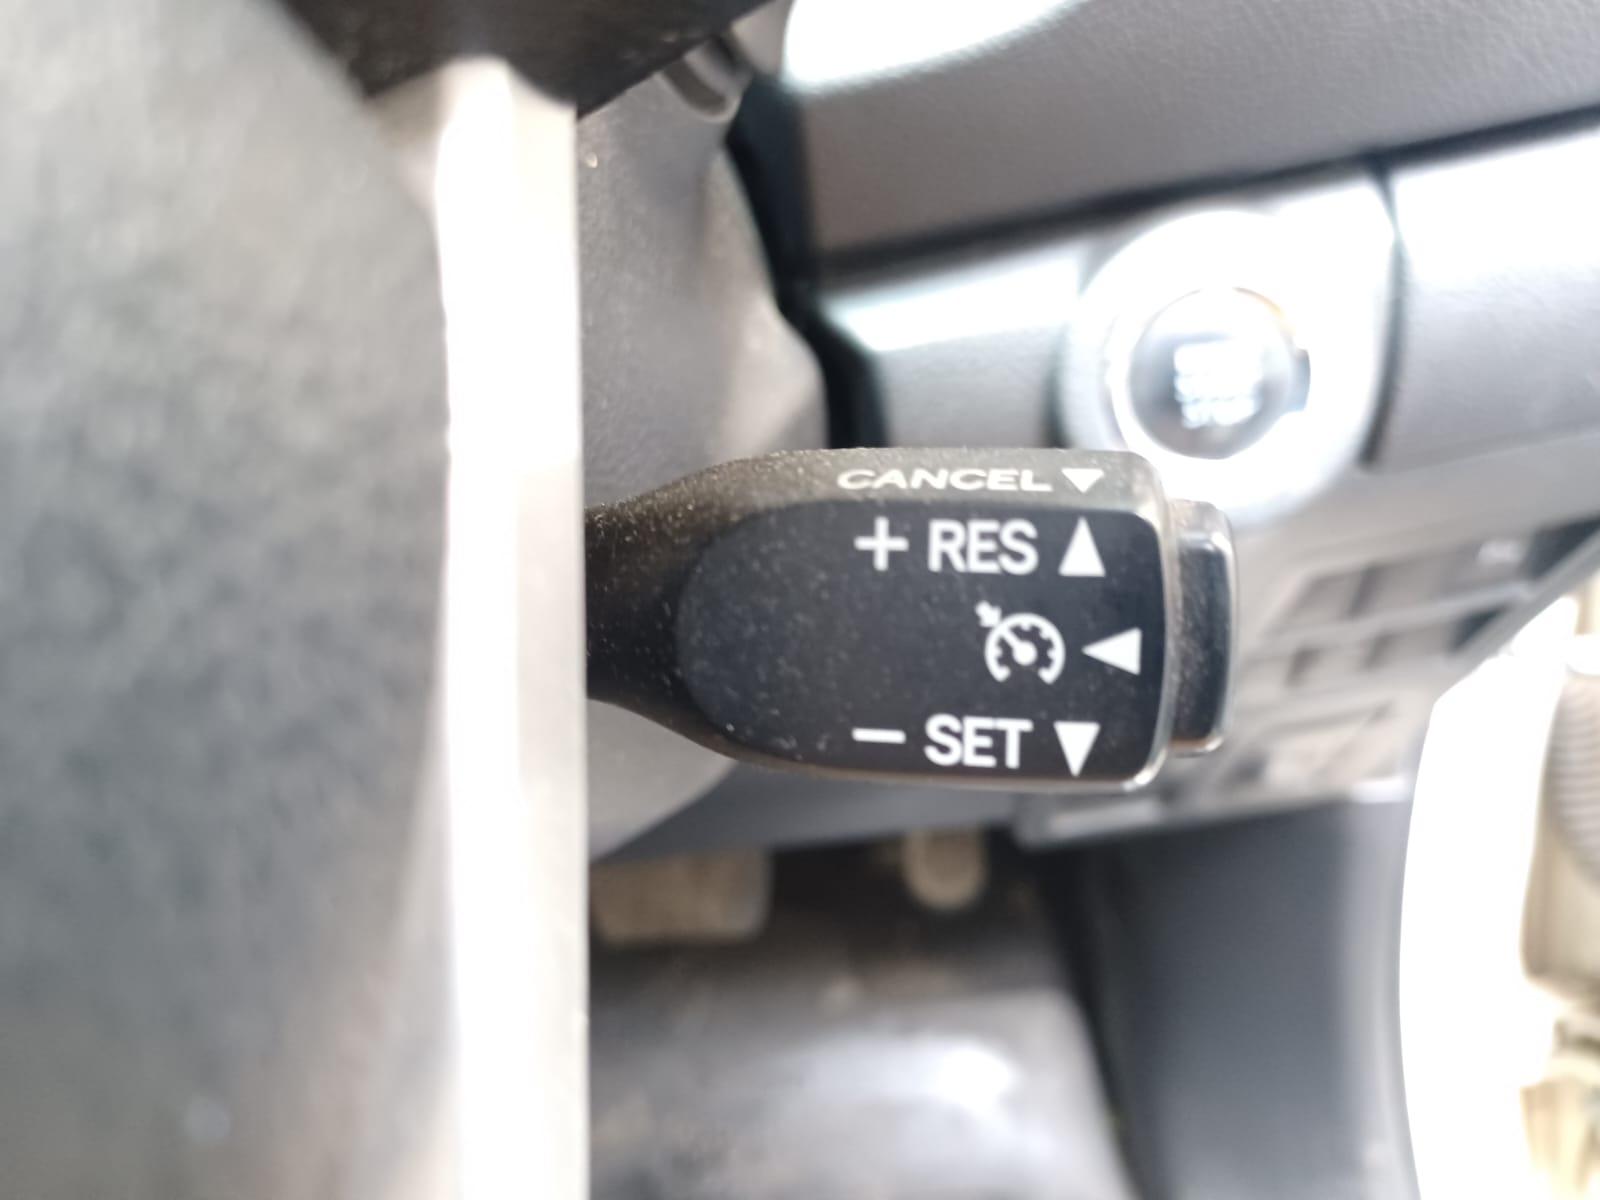 CANCEL ▼
+ RES ▲
◀
− SET ▼